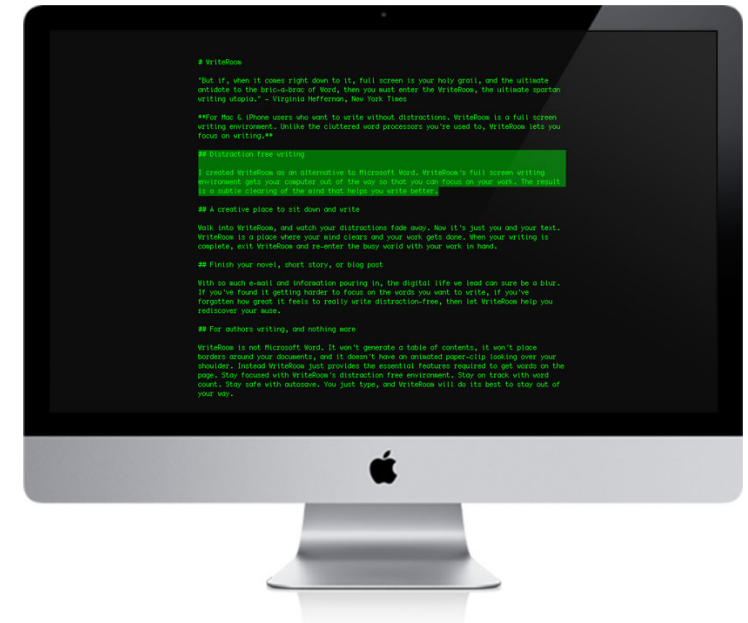 # WriteRoom
"But if, when it comes right down to it, full screen is your holy grail, and the ultimate
antidote to the bric-a-brac of Word, then you must enter the WriteRoom, the ultimate spartan
writing utopia." - Virginia Heffernan, New York Times
**For Mac & iPhone users who want to write without distractions. WriteRoom is a full screen
writing environment. Unlike the cluttered word processors you're used to, WriteRoom lets you
focus on writing.**
## Distraction free writing
I created WriteRoom as an alternative to Microsoft Word. WriteRoom's full screen writing
environment gets your computer out of the way so that you can focus on your work. The result
is a subtle clearing of the mind that helps you write better.
## A creative place to sit down and write
Walk into WriteRoom, and watch your distractions fade away. Now it's just you and your text.
WriteRoom is a place where your mind clears and your work gets done. When your writing is
complete, exit WriteRoom and re-enter the busy world with your work in hand.
## Finish your novel, short story, or blog post
With so much e-mail and information pouring in, the digital life we lead can sure be a blur.
If you've found it getting harder to focus on the words you want to write, if you've
forgotten how great it feels to really write distraction-free, then let WriteRoom help you
rediscover your muse.
## For authors writing, and nothing more
WriteRoom is not Microsoft Word. It won't generate a table of contents, it won't place
borders around your documents, and it doesn't have an animated paper-clip looking over your
shoulder. Instead WriteRoom just provides the essential features required to get words on the
page. Stay focused with WriteRoom's distraction free environment. Stay on track with word
count. Stay safe with autosave. You just type, and WriteRoom will do its best to stay out of
your way.